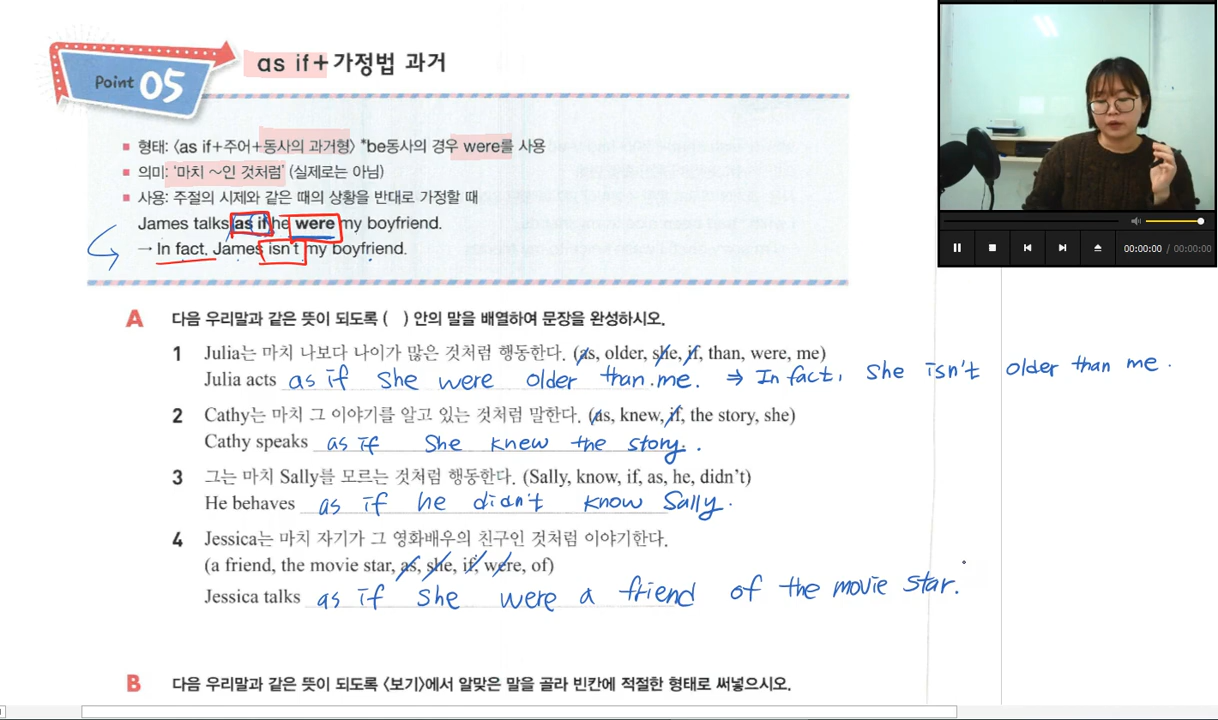 Point 05
as if+가정법 과거
형태: 〈as if+주어+동사의 과거형〉 *be동사의 경우 were를 사용
의미: '마치 ~인 것처럼' (실제로는 아님)
사용: 주절의 시제와 같은 때의 상황을 반대로 가정할 때
James talks as if he were my boyfriend.
→ In fact, James isn't my boyfriend.
A 다음 우리말과 같은 뜻이 되도록 ( ) 안의 말을 배열하여 문장을 완성하시오.
1 Julia는 마치 나보다 나이가 많은 것처럼 행동한다. (as, older, she, if, than, were, me)
Julia acts as if she were older than me. ⇒ In fact, she isn't older than me.
2 Cathy는 마치 그 이야기를 알고 있는 것처럼 말한다. (as, knew, if, the story, she)
Cathy speaks as if she knew the story.
3 그는 마치 Sally를 모르는 것처럼 행동한다. (Sally, know, if, as, he, didn't)
He behaves as if he didn't know Sally.
4 Jessica는 마치 자기가 그 영화배우의 친구인 것처럼 이야기한다.
(a friend, the movie star, as, she, if, were, of)
Jessica talks as if she were a friend of the movie star.
B 다음 우리말과 같은 뜻이 되도록 〈보기〉에서 알맞은 말을 골라 빈칸에 적절한 형태로 써넣으시오.
00:00:00 / 00:00:00